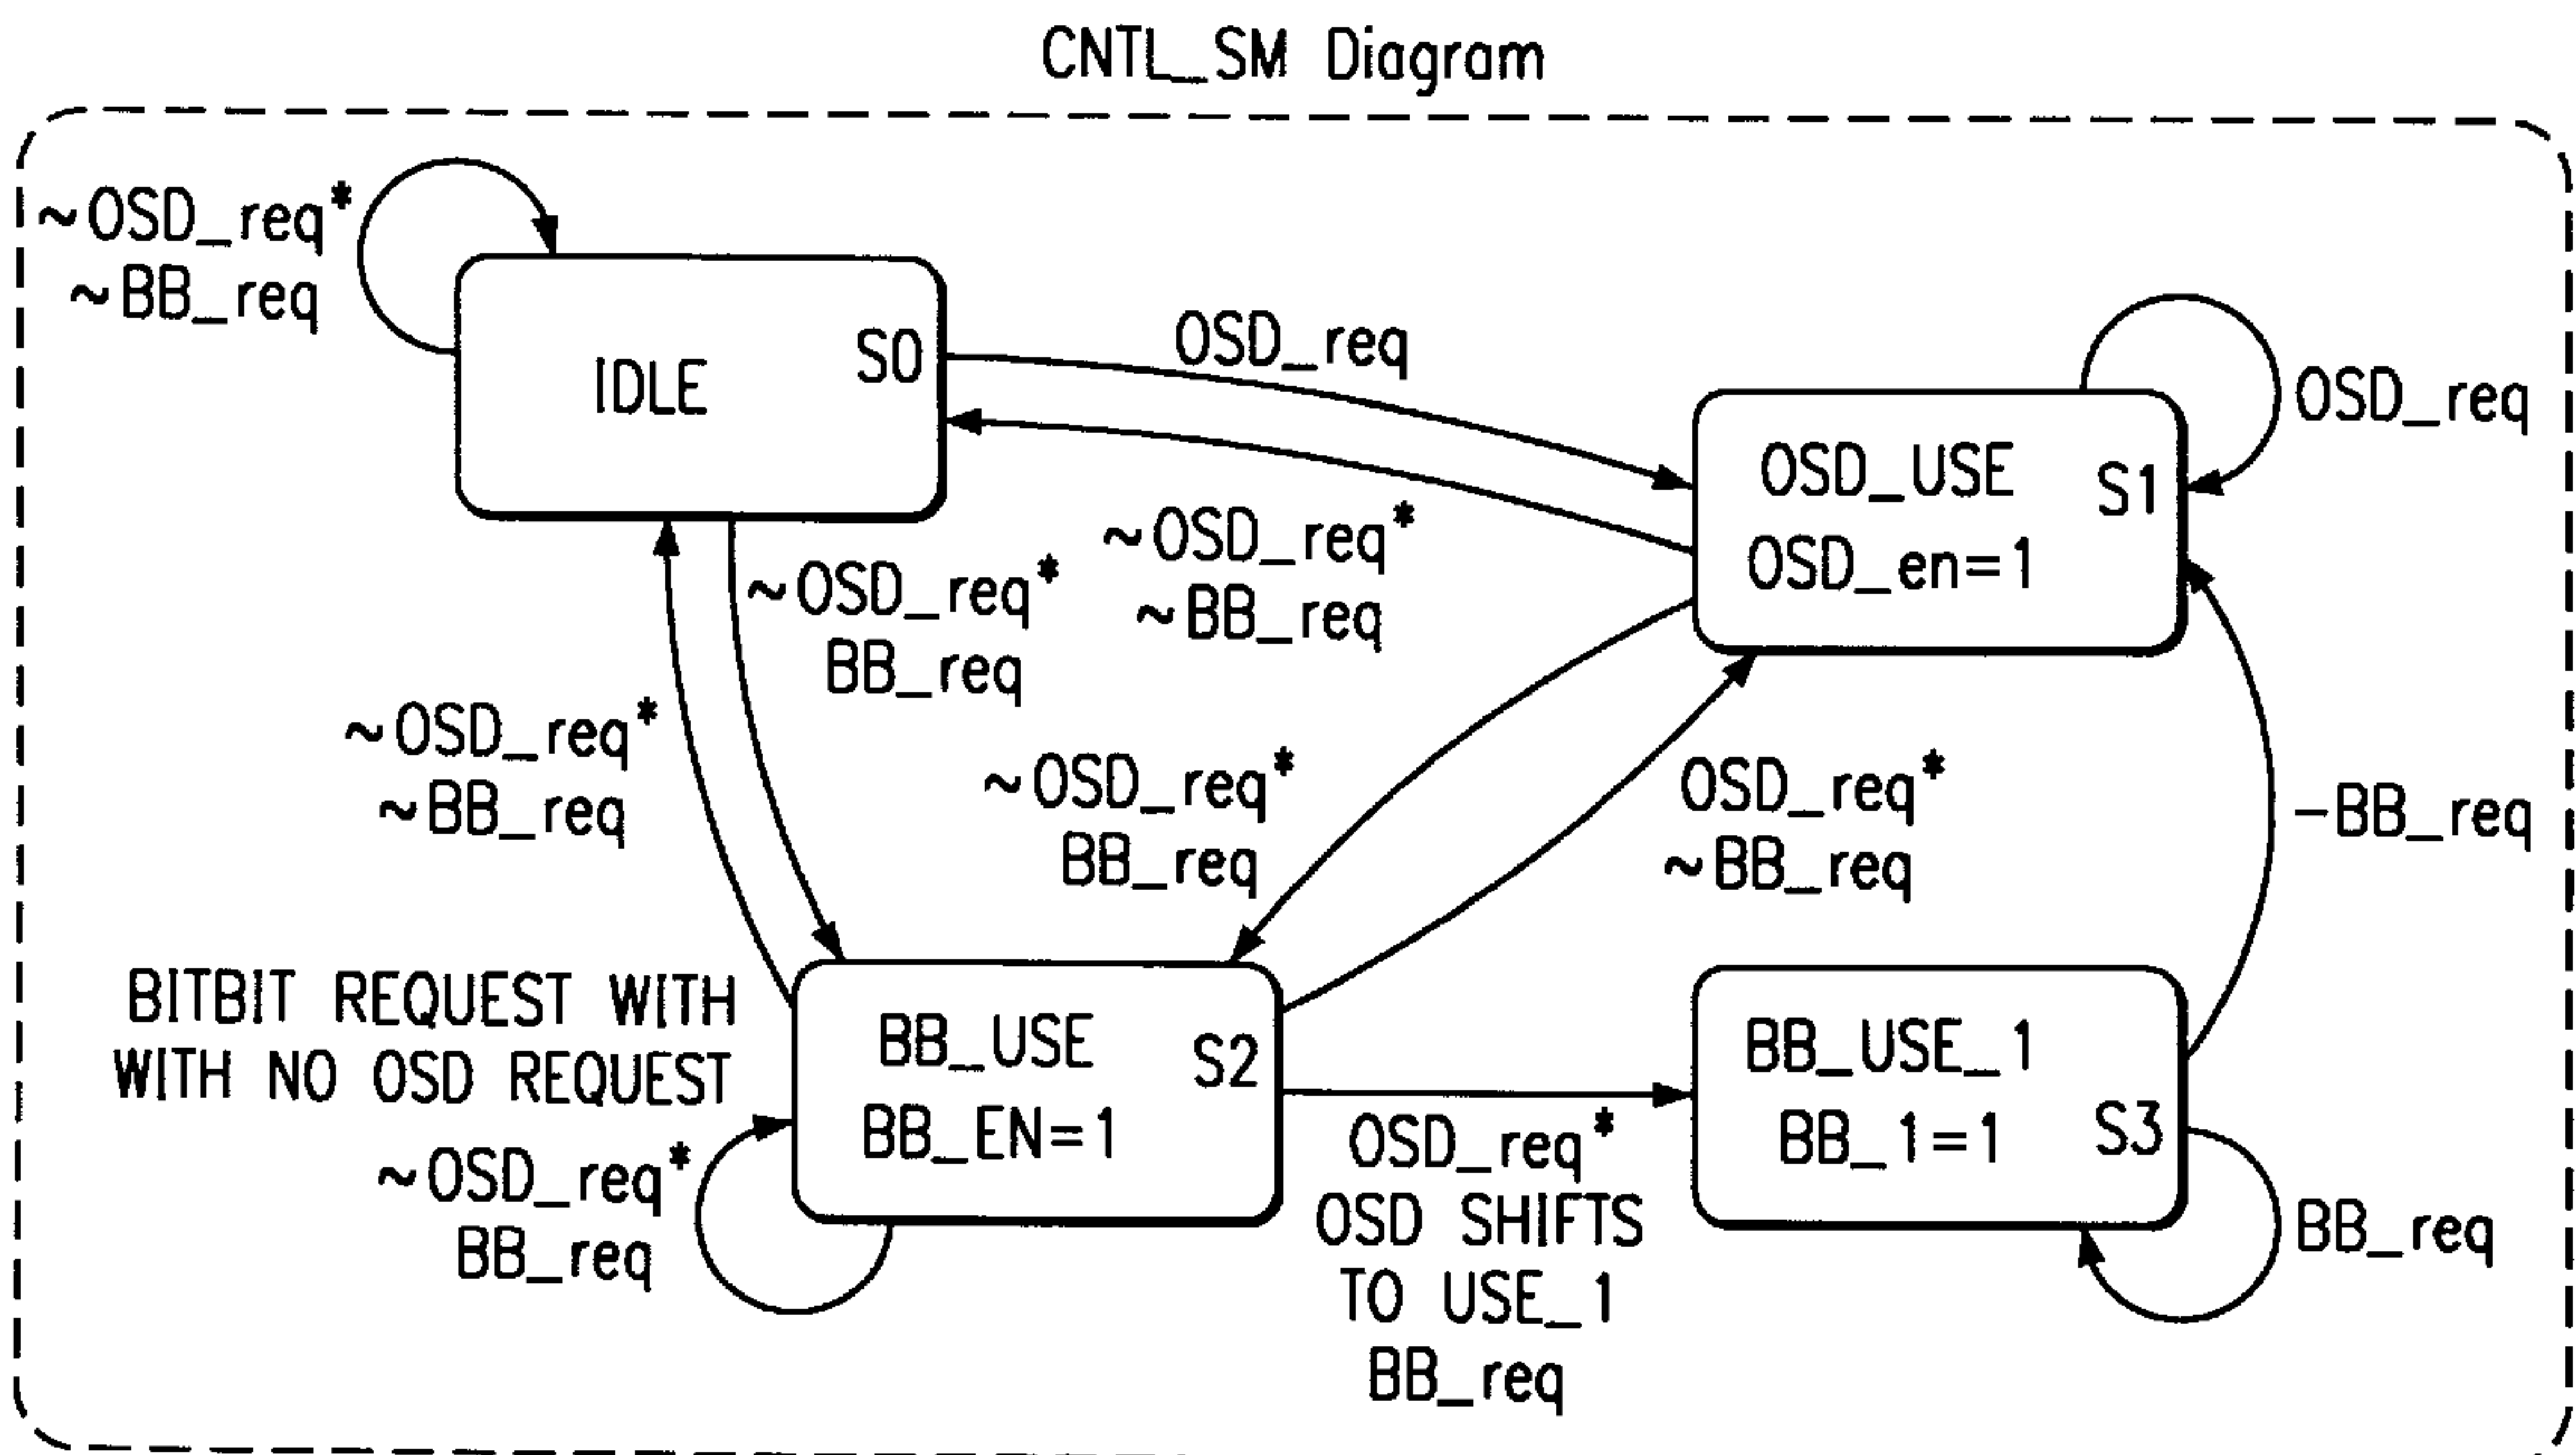 CNTL_SM Diagram
~OSD_req*
~BB_req
IDLE
S0
OSD_req
OSD_req
OSD_USE
S1
OSD_en=1
~OSD_req*
~BB_req
~OSD_req*
BB_req
~OSD_req*
~BB_req
~OSD_req*
BB_req
OSD_req*
~BB_req
-BB_req
BITBIT REQUEST WITH
WITH NO OSD REQUEST
BB_USE
S2
BB_EN=1
BB_USE_1
BB_1=1
S3
~OSD_req*
BB_req
OSD_req*
OSD SHIFTS
TO USE_1
BB_req
BB_req